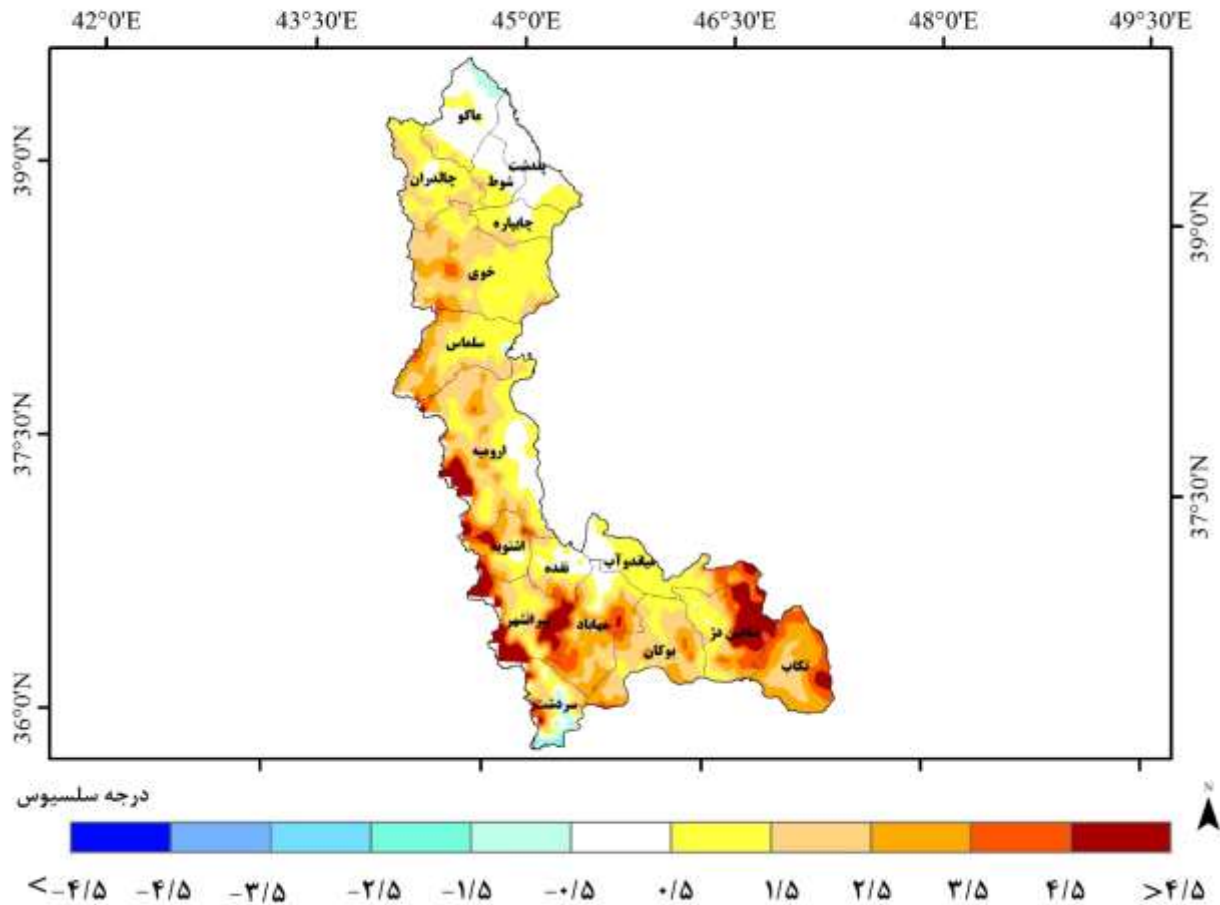 42°0'E 43°30'E 45°0'E 46°30'E 48°0'E 49°30'E
39°0'N
37°30'N
36°0'N
39°0'N
37°30'N
ماکو
پلدشت
چالدران
شوط
چایپاره
خوی
سلماس
ارومیه
اشنویه
نقده
میاندوآب
پیرانشهر
مهاباد
بوکان
شاهین دژ
تکاب
سردشت
درجه سلسیوس
N
<-۴/۵ -۴/۵ -۳/۵ -۲/۵ -۱/۵ -۰/۵ ۰/۵ ۱/۵ ۲/۵ ۳/۵ ۴/۵ >۴/۵